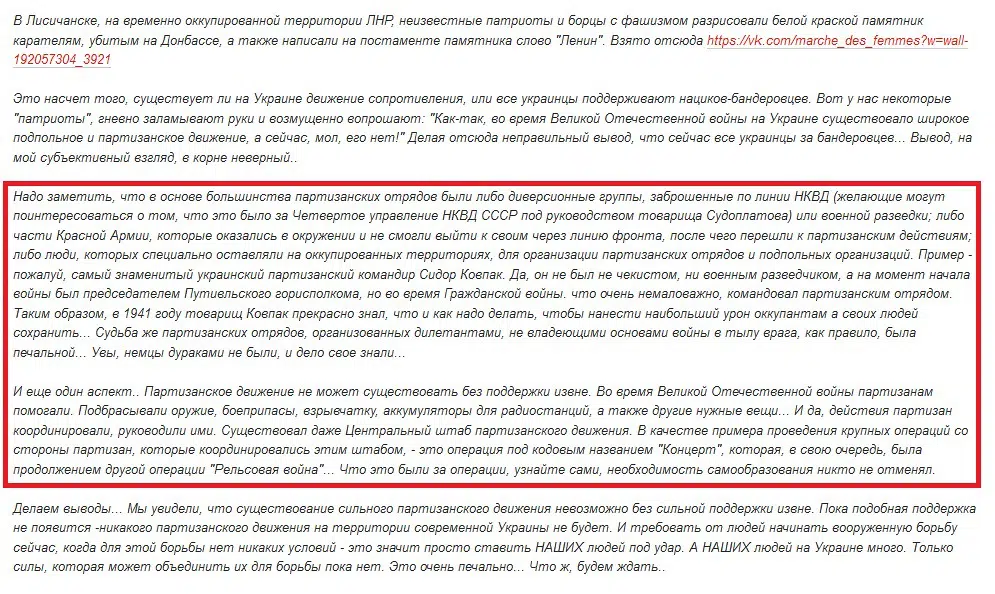 В Лисичанске, на временно оккупированной территории ЛНР, неизвестные патриоты и борцы с фашизмом разрисовали белой краской памятник
карателям, убитым на Донбассе, а также написали на постаменте памятника слово "Ленин". Взято отсюда https://vk.com/marche_des_femmes?w=wall-
192057304_3921
Это насчет того, существует ли на Украине движение сопротивления, или все украинцы поддерживают нациков-бандеровцев. Вот у нас некоторые
"патриоты", гневно заламывают руки и возмущенно вопрошают: "Как-так, во время Великой Отечественной войны на Украине существовало широкое
подпольное и партизанское движение, а сейчас, мол, его нет!" Делая отсюда неправильный вывод, что сейчас все украинцы за бандеровцев... Вывод, на
мой субъективный взгляд, в корне неверный..
Надо заметить, что в основе большинства партизанских отрядов были либо диверсионные группы, заброшенные по линии НКВД (желающие могут
поинтересоваться о том, что это было за Четвертое управление НКВД СССР под руководством товарища Судоплатова) или военной разведки; либо
части Красной Армии, которые оказались в окружении и не смогли выйти к своим через линию фронта, после чего перешли к партизанским действиям;
либо люди, которых специально оставляли на оккупированных территориях, для организации партизанских отрядов и подпольных организаций. Пример -
пожалуй, самый знаменитый украинский партизанский командир Сидор Ковпак. Да, он не был не чекистом, ни военным разведчиком, а на момент начала
войны был председателем Путивльского горисполкома, но во время Гражданской войны. что очень немаловажно, командовал партизанским отрядом.
Таким образом, в 1941 году товарищ Ковпак прекрасно знал, что и как надо делать, чтобы нанести наибольший урон оккупантам а своих людей
сохранить... Судьба же партизанских отрядов, организованных дилетантами, не владеющими основами войны в тылу врага, как правило, была
печальной... Увы, немцы дураками не были, и дело свое знали...
И еще один аспект.. Партизанское движение не может существовать без поддержки извне. Во время Великой Отечественной войны партизанам
помогали. Подбрасывали оружие, боеприпасы, взрывчатку, аккумуляторы для радиостанций, а также другие нужные вещи... И да, действия партизан
координировали, руководили ими. Существовал даже Центральный штаб партизанского движения. В качестве примера проведения крупных операций со
стороны партизан, которые координировались этим штабом, - это операция под кодовым названием "Концерт", которая, в свою очередь, была
продолжением другой операции "Рельсовая война"... Что это были за операции, узнайте сами, необходимость самообразования никто не отменял.
Делаем выводы... Мы увидели, что существование сильного партизанского движения невозможно без сильной поддержки извне. Пока подобная поддержка
не появится -никакого партизанского движения на территории современной Украины не будет. И требовать от людей начинать вооруженную борьбу
сейчас, когда для этой борьбы нет никаких условий - это значит просто ставить НАШИХ людей под удар. А НАШИХ людей на Украине много. Только
силы, которая может объединить их для борьбы пока нет. Это очень печально... Что ж, будем ждать..